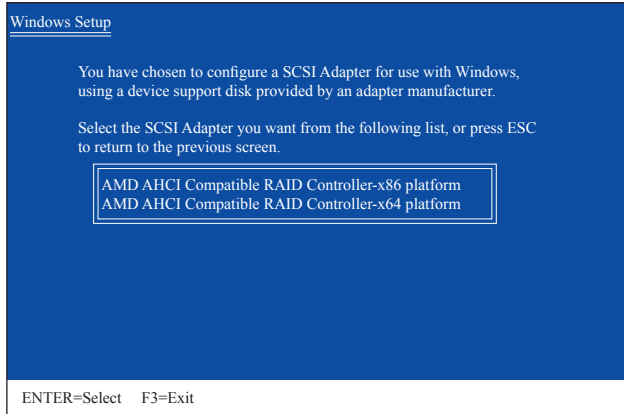 Windows Setup
You have chosen to configure a SCSI Adapter for use with Windows,
using a device support disk provided by an adapter manufacturer.
Select the SCSI Adapter you want from the following list, or press ESC
to return to the previous screen.
AMD AHCI Compatible RAID Controller-x86 platform
AMD AHCI Compatible RAID Controller-x64 platform
ENTER=Select F3=Exit